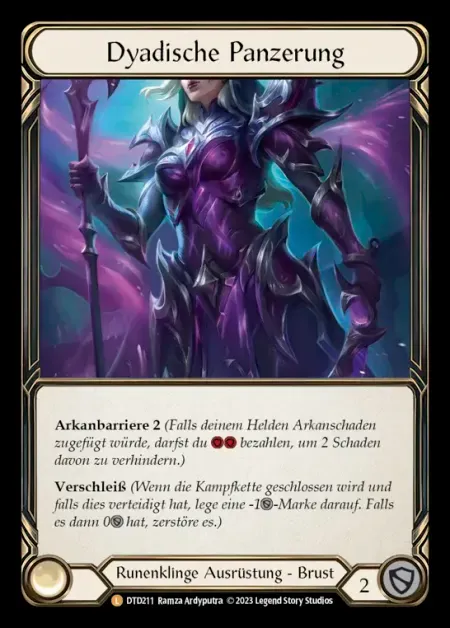 Dyadische Panzerung
Arkanbarriere 2 (Falls deinem Helden Arkanschaden
zugefügt würde, darfst du bezahlen, um 2 Schaden
davon zu verhindern.)
Verschleiß (Wenn die Kampfkette geschlossen wird und
falls dies verteidigt hat, lege eine -1-Marke darauf. Falls
es dann 0 hat, zerstöre es.)
Runenklinge Ausrüstung - Brust
2
L DTD211 Ramza Ardyputra © 2023 Legend Story Studios